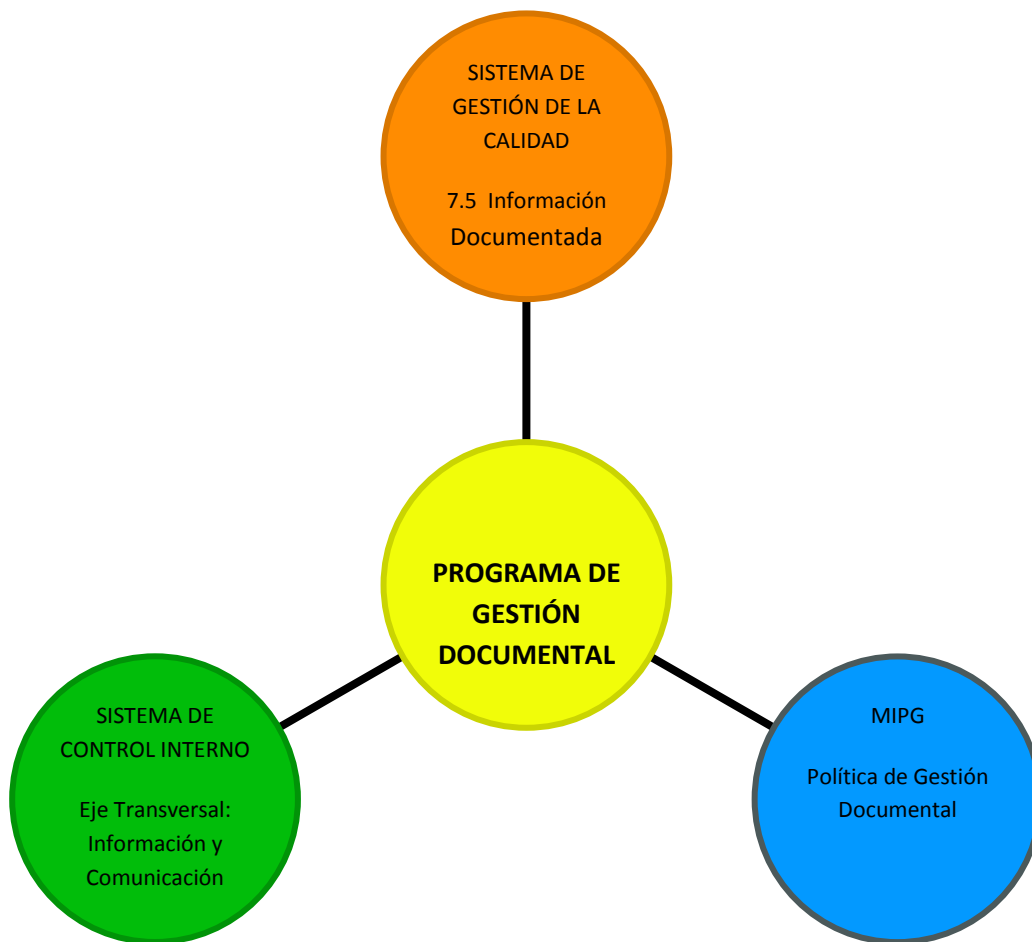 SISTEMA DE
GESTIÓN DE LA
CALIDAD
7.5 Información
Documentada
PROGRAMA DE
GESTIÓN
DOCUMENTAL
SISTEMA DE
CONTROL INTERNO
Eje Transversal:
Información y
Comunicación
MIPG
Política de Gestión
Documental